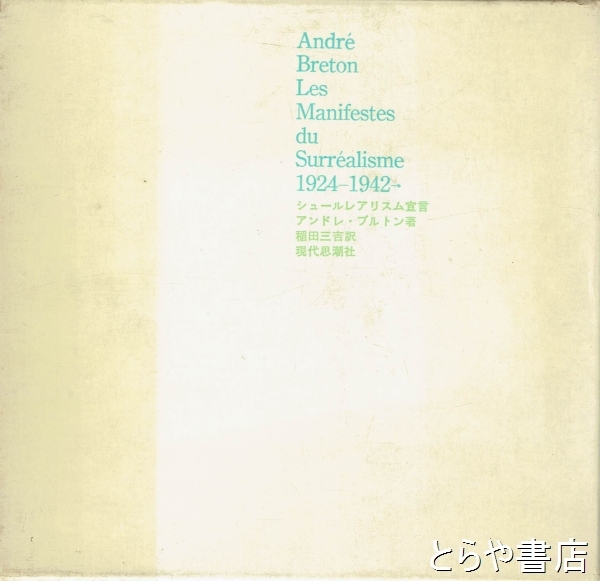 André
Breton
Les
Manifestes
du
Surréalisme
1924–1942→
シュールレアリスム宣言
アンドレ・ブルトン著
稲田三吉訳
現代思潮社
とらや書店